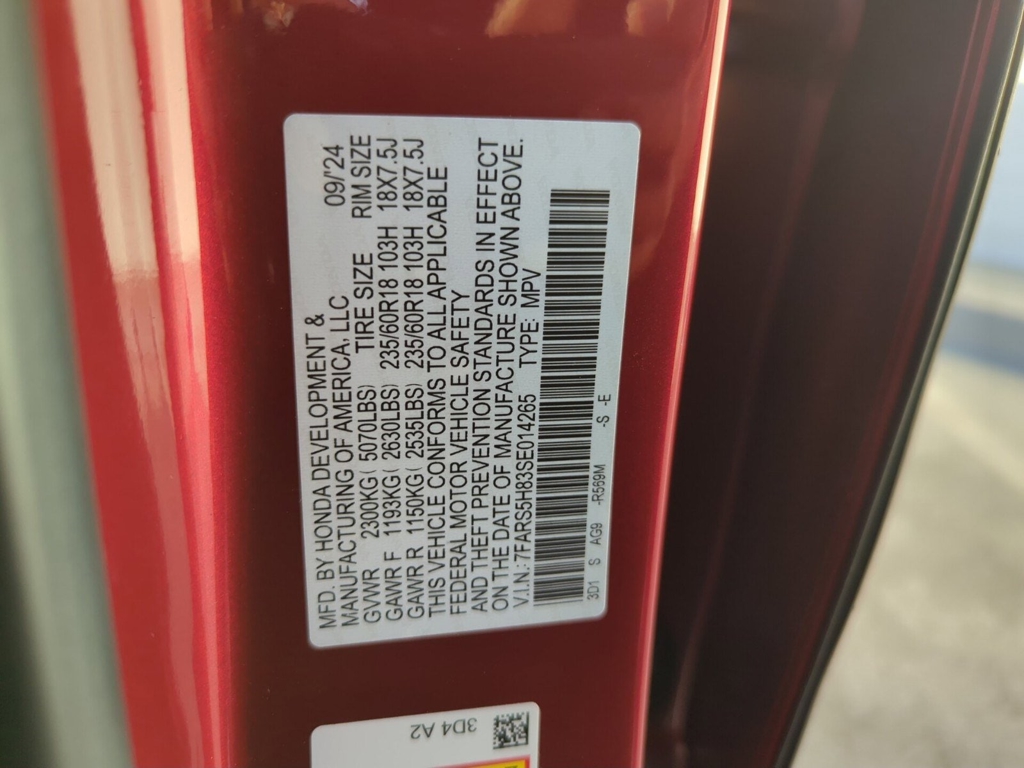 MFD. BY HONDA DEVELOPMENT &
MANUFACTURING OF AMERICA, LLC 09/'24
GVWR 2300KG( 5070LBS) TIRE SIZE RIM SIZE
GAWR F 1193KG( 2630LBS) 235/60R18 103H 18X7.5J
GAWR R 1150KG( 2535LBS) 235/60R18 103H 18X7.5J
THIS VEHICLE CONFORMS TO ALL APPLICABLE
FEDERAL MOTOR VEHICLE SAFETY
AND THEFT PREVENTION STANDARDS IN EFFECT
ON THE DATE OF MANUFACTURE SHOWN ABOVE.
V.I.N.: 7FARS5H83SE014265 TYPE: MPV
3D1 S AG9 -R569M -S -E
3D4 A2